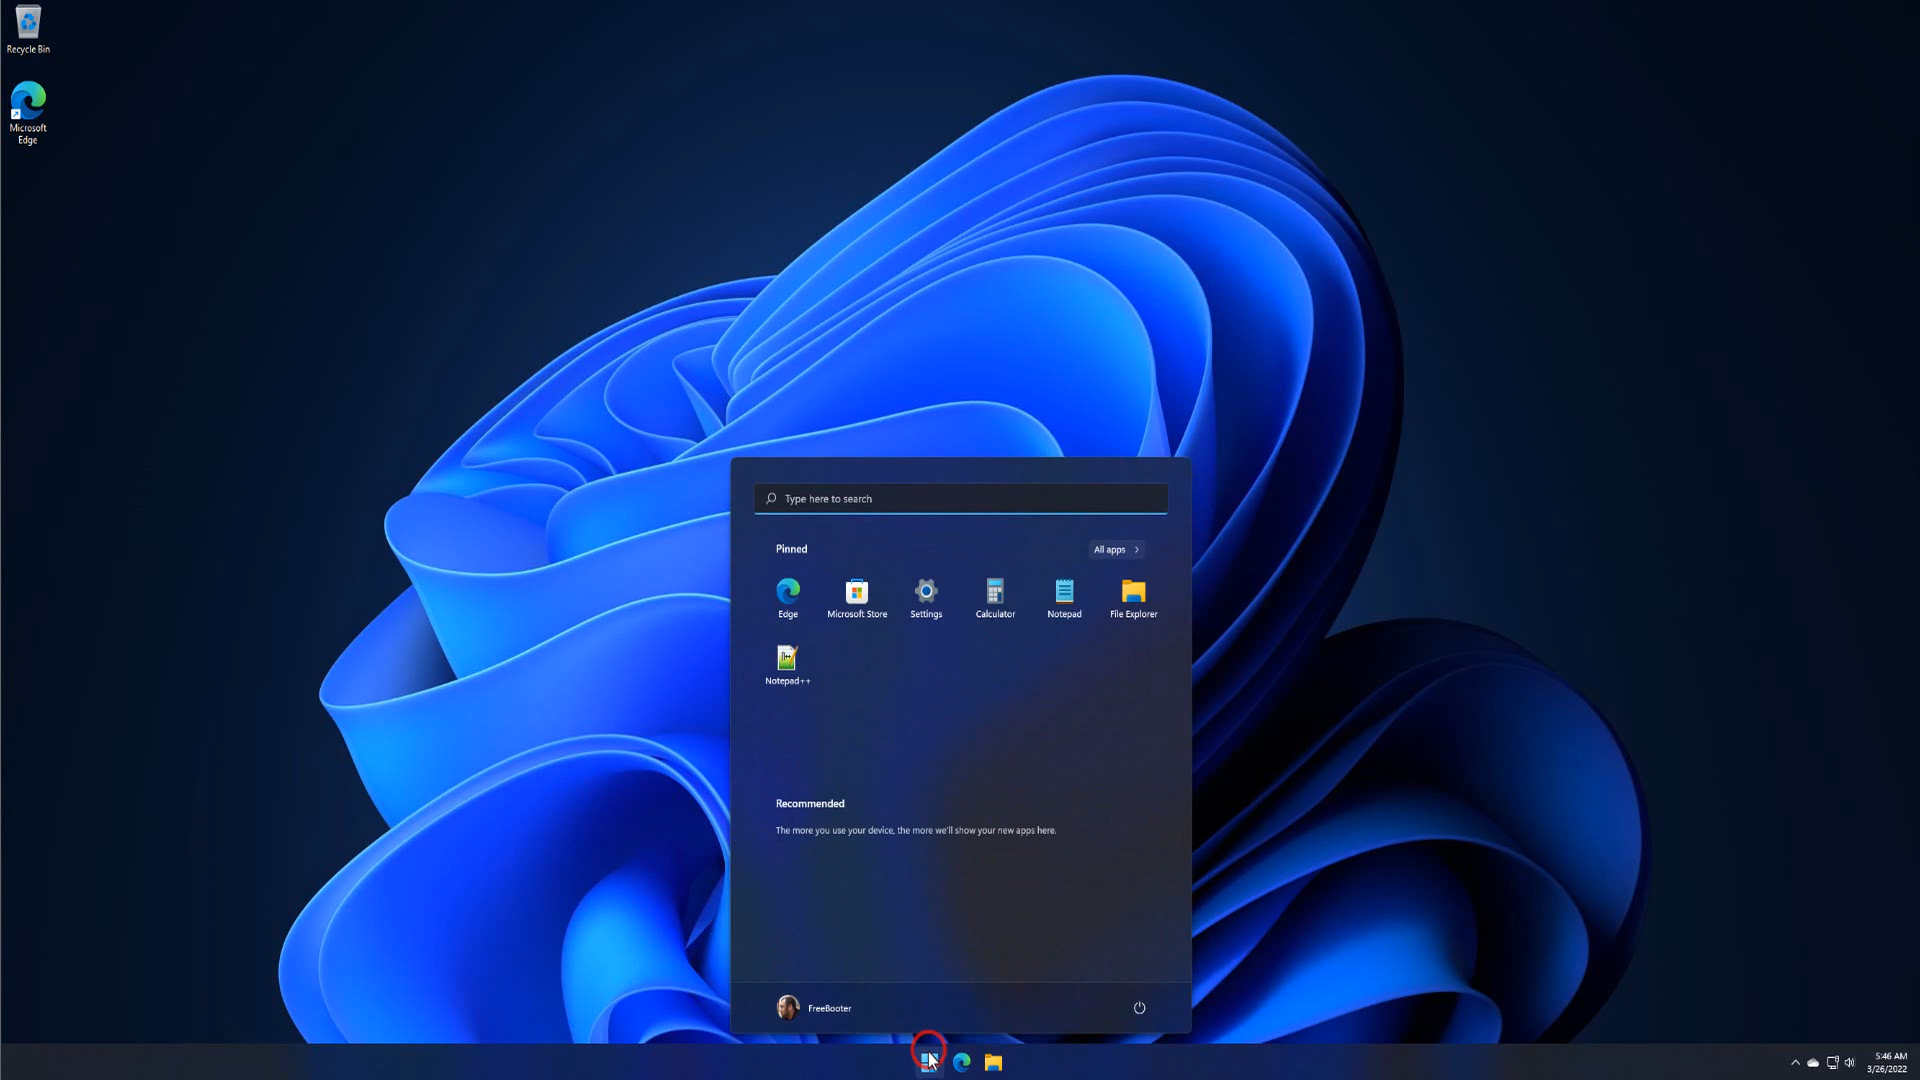 Recycle Bin
Microsoft
Edge
Type here to search
Pinned
All apps
Edge
Microsoft Store
Settings
Calculator
Notepad
File Explorer
Notepad++
Recommended
The more you use your device, the more we'll show your new apps here.
FreeBooter
5:46 AM
3/26/2022